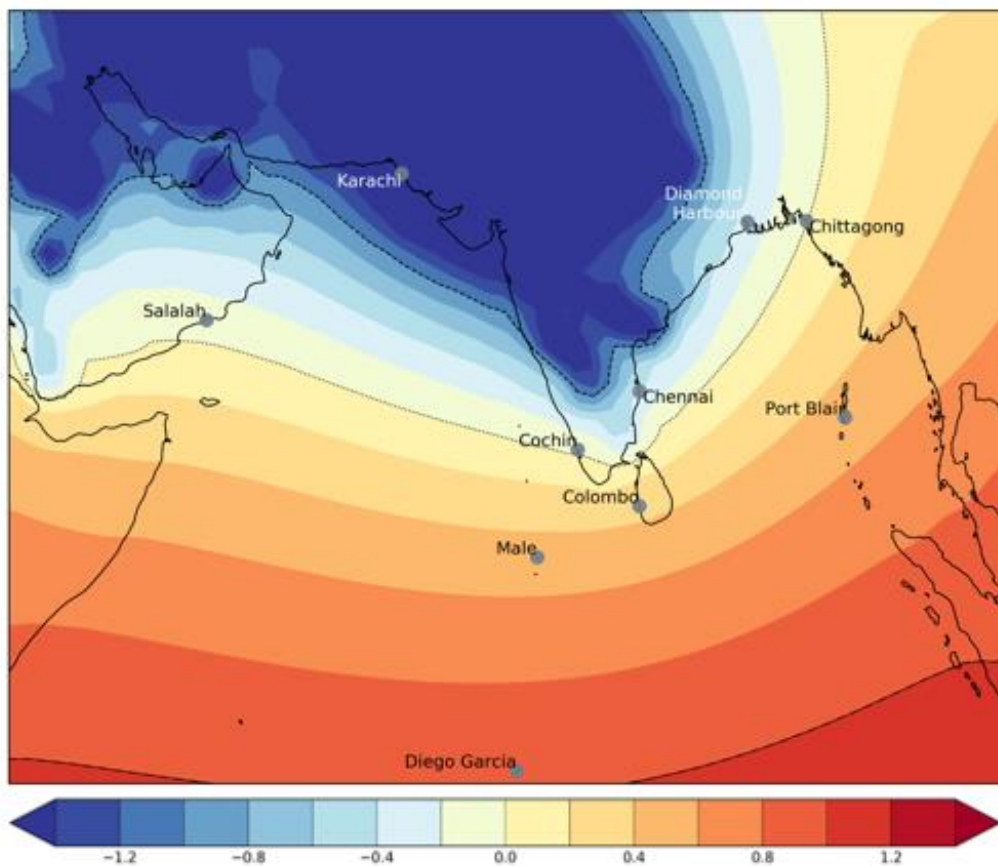 Karachi
Diamond
Harbour
Chittagong
Salalah
Chennai
Port Blair
Cochin
Colombo
Male
Diego Garcia
−1.2 −0.8 −0.4 0.0 0.4 0.8 1.2